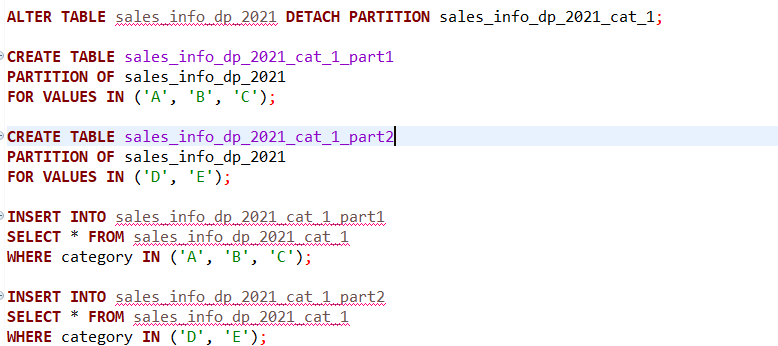 ALTER TABLE sales_info_dp_2021 DETACH PARTITION sales_info_dp_2021_cat_1;
CREATE TABLE sales_info_dp_2021_cat_1_part1
PARTITION OF sales_info_dp_2021
FOR VALUES IN ('A', 'B', 'C');
CREATE TABLE sales_info_dp_2021_cat_1_part2
PARTITION OF sales_info_dp_2021
FOR VALUES IN ('D', 'E');
INSERT INTO sales_info_dp_2021_cat_1_part1
SELECT * FROM sales_info_dp_2021_cat_1
WHERE category IN ('A', 'B', 'C');
INSERT INTO sales_info_dp_2021_cat_1_part2
SELECT * FROM sales_info_dp_2021_cat_1
WHERE category IN ('D', 'E');